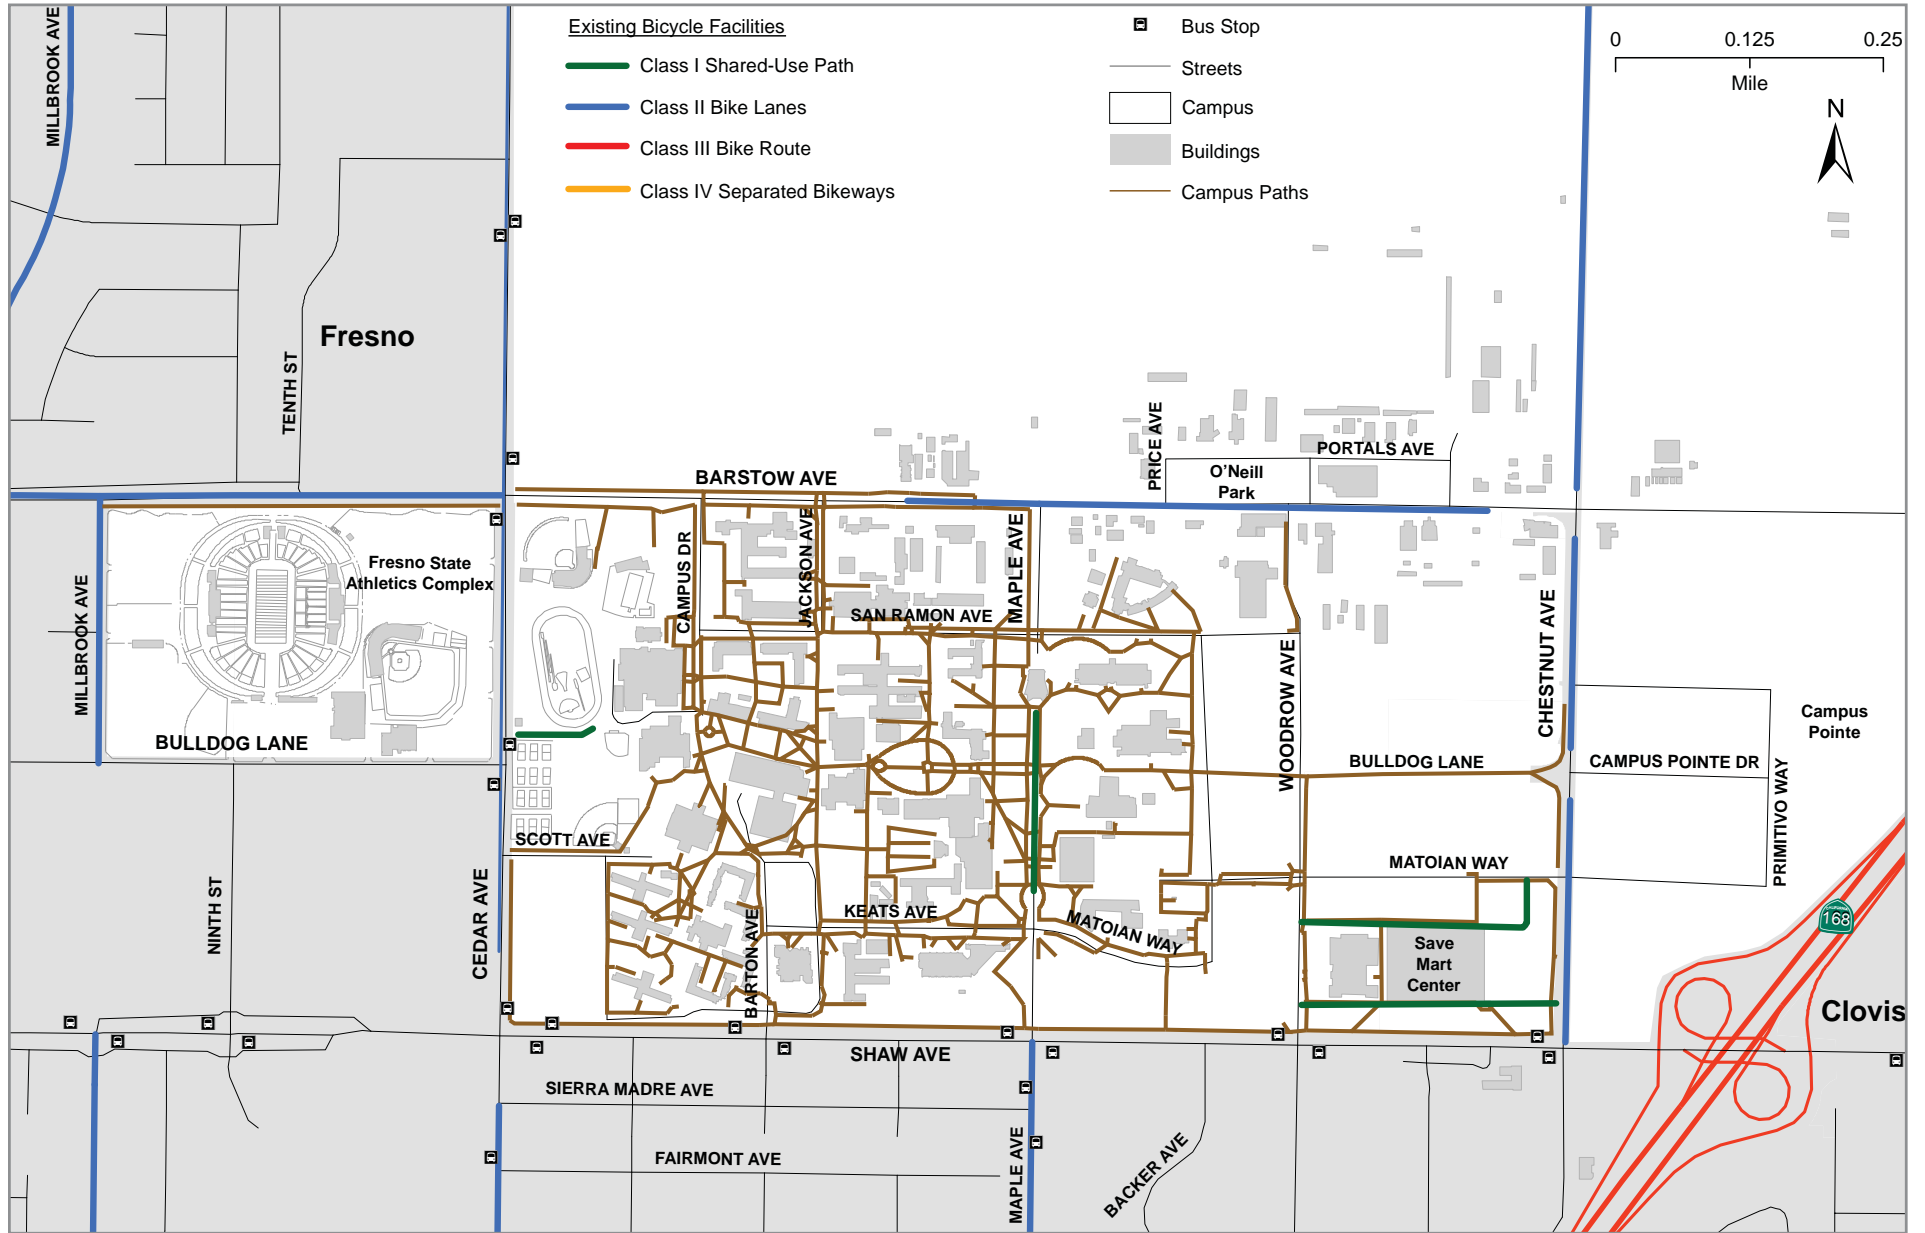 Existing Bicycle Facilities
Class I Shared-Use Path
Class II Bike Lanes
Class III Bike Route
Class IV Separated Bikeways
Bus Stop
Streets
Campus
Buildings
Campus Paths
0 0.125 0.25
Mile
N
MILLBROOK AVE
Fresno
TENTH ST
BARSTOW AVE
PRICE AVE
PORTALS AVE
O'Neill
Park
Fresno State
Athletics Complex
CAMPUS DR
JACKSON AVE
MAPLE AVE
SAN RAMON AVE
MILLBROOK AVE
WOODROW AVE
CHESTNUT AVE
BULLDOG LANE
BULLDOG LANE
CAMPUS POINTE DR
Campus
Pointe
PRIMITIVO WAY
SCOTT AVE
MATOIAN WAY
NINTH ST
CEDAR AVE
BARTON AVE
KEATS AVE
MATOIAN WAY
Save
Mart
Center
CALIFORNIA
168
Clovis
SHAW AVE
SIERRA MADRE AVE
FAIRMONT AVE
MAPLE AVE
BACKER AVE